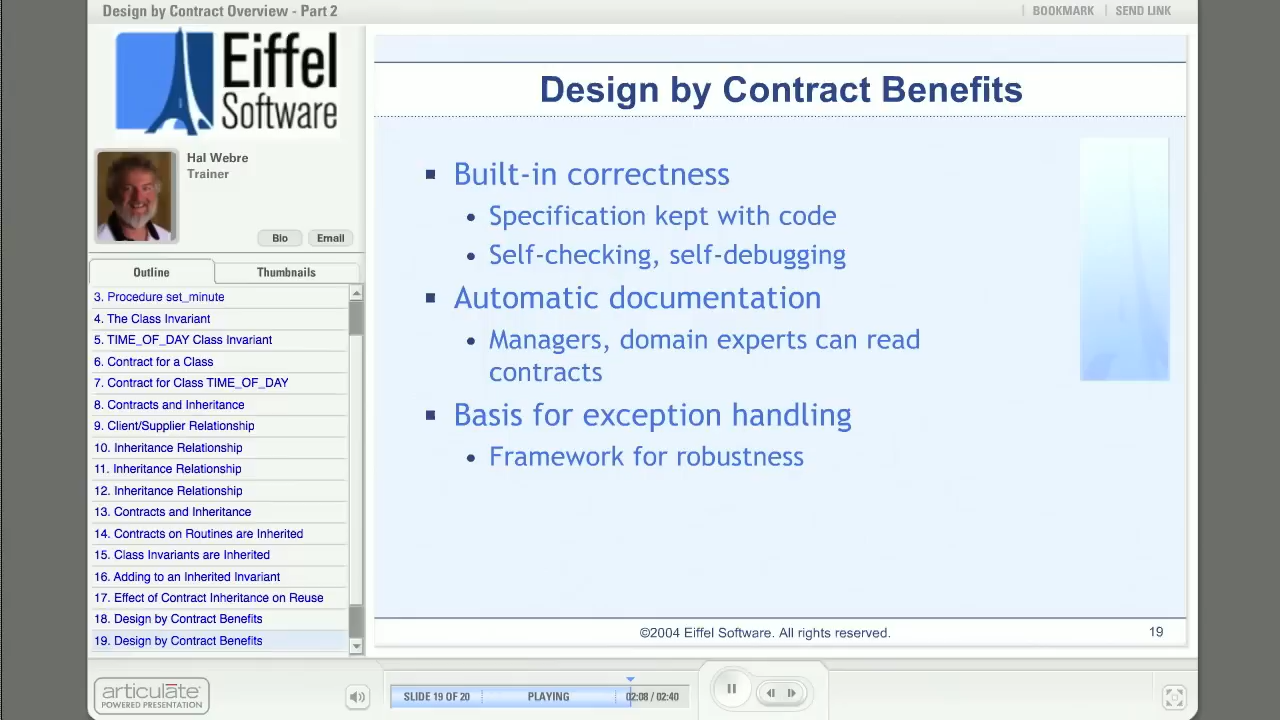 Design by Contract Overview - Part 2
BOOKMARK
SEND LINK
Eiffel
Software
Hal Webre
Trainer
Bio
Email
Outline
Thumbnails
3. Procedure set_minute
4. The Class Invariant
5. TIME_OF_DAY Class Invariant
6. Contract for a Class
7. Contract for Class TIME_OF_DAY
8. Contracts and Inheritance
9. Client/Supplier Relationship
10. Inheritance Relationship
11. Inheritance Relationship
12. Inheritance Relationship
13. Contracts and Inheritance
14. Contracts on Routines are Inherited
15. Class Invariants are Inherited
16. Adding to an Inherited Invariant
17. Effect of Contract Inheritance on Reuse
18. Design by Contract Benefits
19. Design by Contract Benefits
Design by Contract Benefits
Built-in correctness
Specification kept with code
Self-checking, self-debugging
Automatic documentation
Managers, domain experts can read
contracts
Basis for exception handling
Framework for robustness
©2004 Eiffel Software. All rights reserved.
19
articulate
POWERED PRESENTATION
SLIDE 19 OF 20
PLAYING
02:08 / 02:40